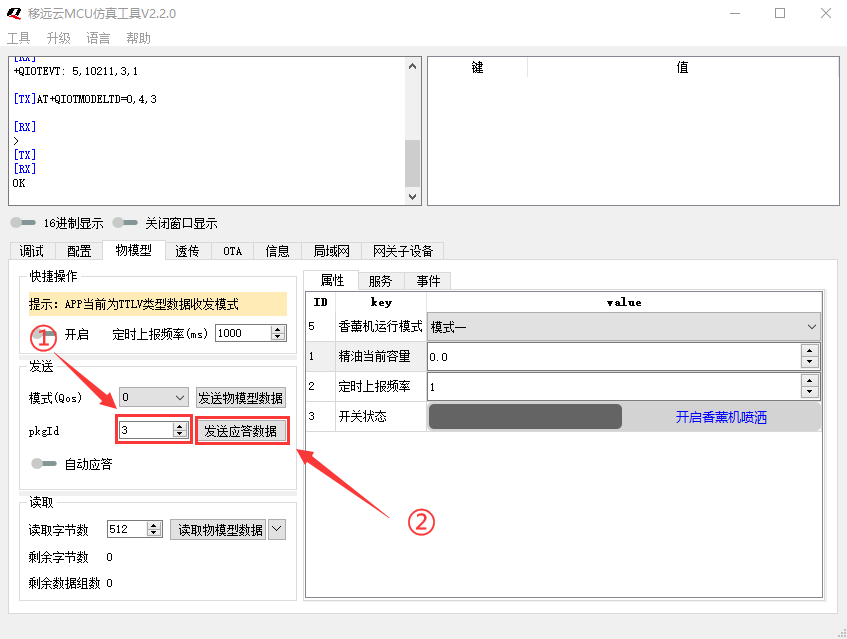 移远云MCU仿真工具V2.2.0
工具 升级 语言 帮助
[RX]
+QIOTEVT: 5,10211,3,1
[TX]AT+QIOTMODELTD=0,4,3
[RX]
>
[TX]
[RX]
OK
键 值
16进制显示 关闭窗口显示
调试 配置 物模型 透传 OTA 信息 局域网 网关子设备
快捷操作
提示: APP当前为TTLV类型数据收发模式
① 开启 定时上报频率(ms) 1000
发送
模式(Qos) 0 发送物模型数据
pkgId 3 发送应答数据
自动应答
②
读取
读取字节数 512 读取物模型数据
剩余字节数 0
剩余数据组数 0
属性 服务 事件
ID key value
5 香薰机运行模式 模式一
1 精油当前容量 0.0
2 定时上报频率 1
3 开关状态 开启香薰机喷洒